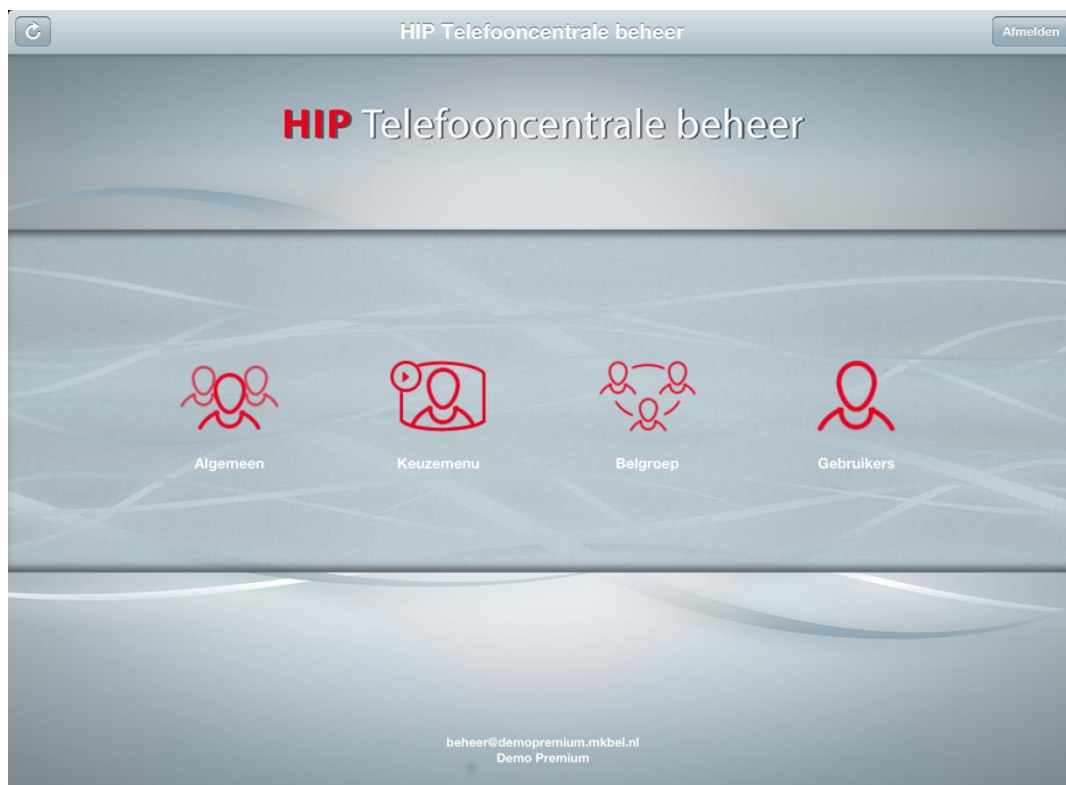 HIP Telefooncentrale beheer
Afmelden
HIP Telefooncentrale beheer
Algemeen
Keuzemenu
Belgroep
Gebruikers
beheer@demopremium.mkbel.nl
Demo Premium